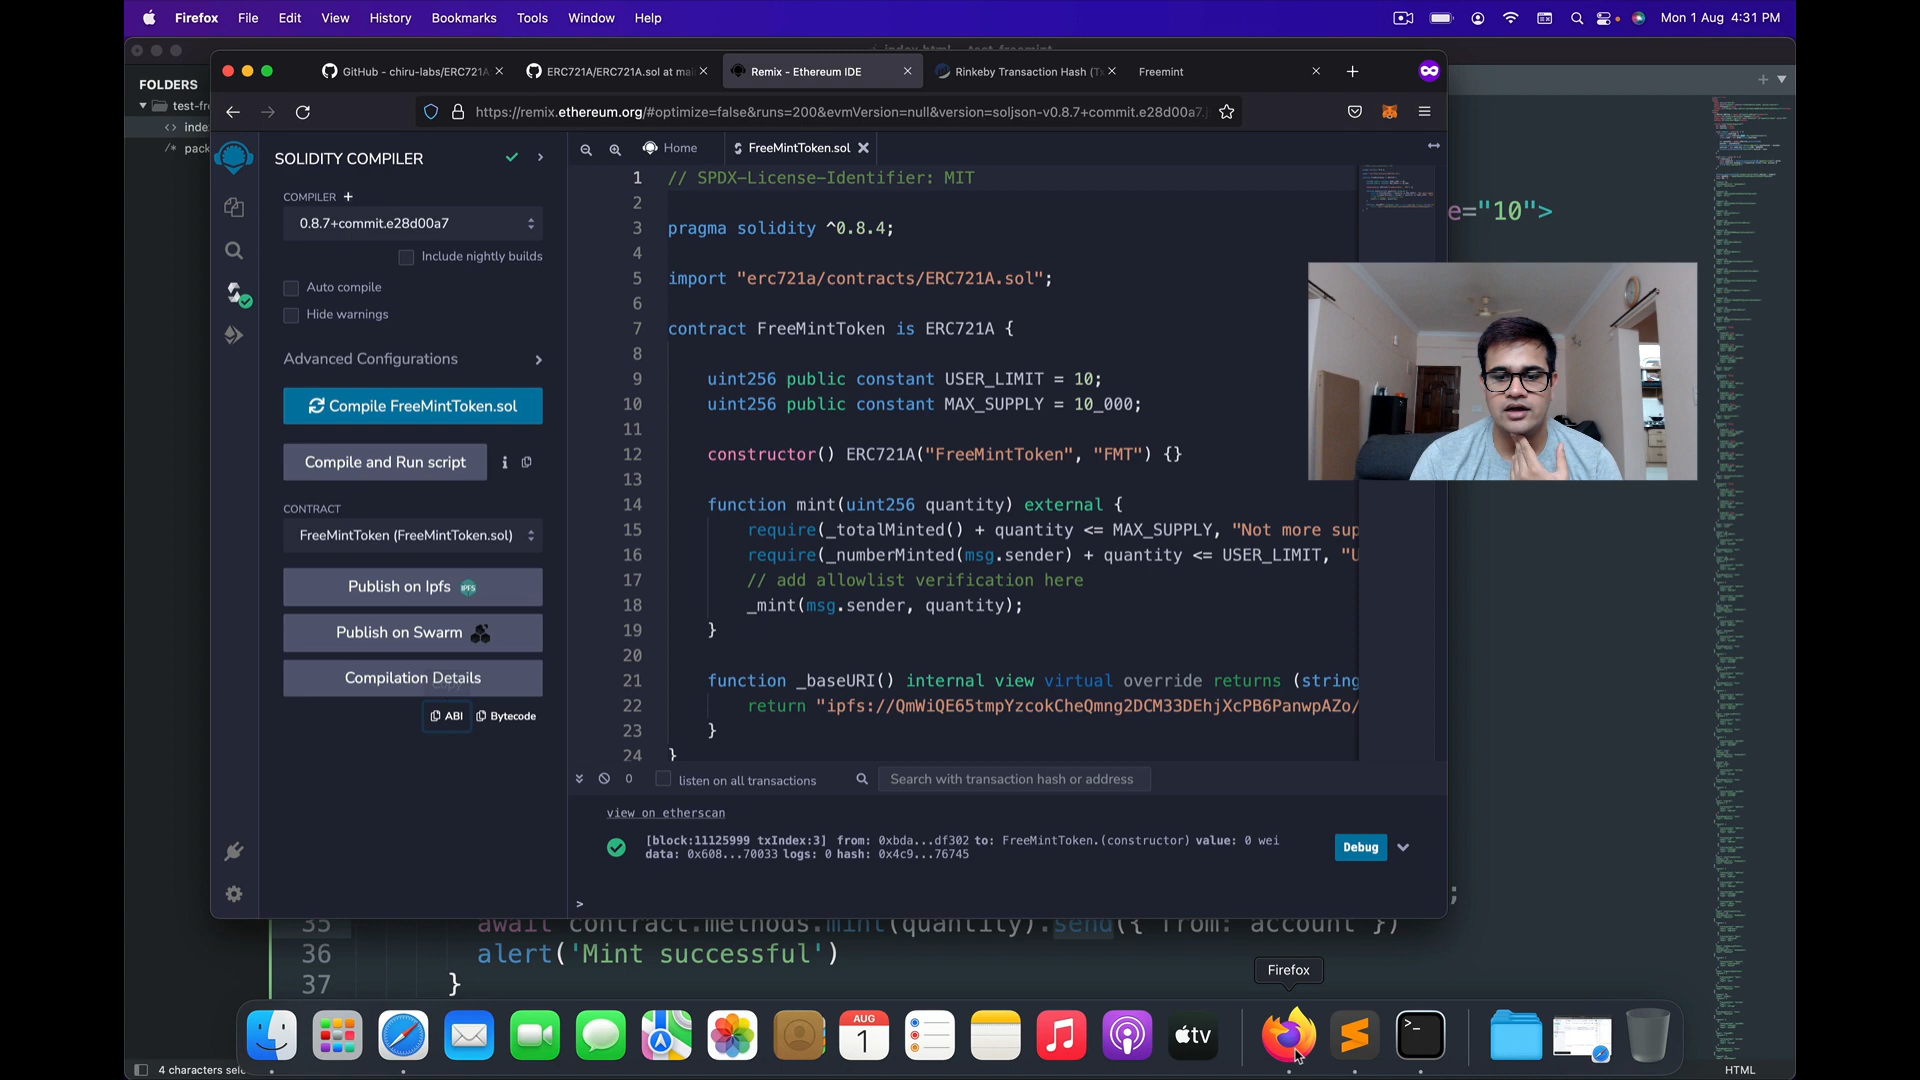 Firefox File Edit View History Bookmarks Tools Window Help Mon 1 Aug 4:31 PM
index.html — test-freemint
FOLDERS
test-fr
inde
pack
GitHub - chiru-labs/ERC721A
ERC721A/ERC721A.sol at mai
Remix - Ethereum IDE
Rinkeby Transaction Hash (Tx
Freemint
https://remix.ethereum.org/#optimize=false&runs=200&evmVersion=null&version=soljson-v0.8.7+commit.e28d00a7.j
SOLIDITY COMPILER
COMPILER
0.8.7+commit.e28d00a7
Include nightly builds
Auto compile
Hide warnings
Advanced Configurations
Compile FreeMintToken.sol
Compile and Run script
CONTRACT
FreeMintToken (FreeMintToken.sol)
Publish on Ipfs IPFS
Publish on Swarm
Compilation Details
Copy
ABI Bytecode
Home FreeMintToken.sol
1 // SPDX-License-Identifier: MIT
2
3 pragma solidity ^0.8.4;
4
5 import "erc721a/contracts/ERC721A.sol";
6
7 contract FreeMintToken is ERC721A {
8
9 uint256 public constant USER_LIMIT = 10;
10 uint256 public constant MAX_SUPPLY = 10_000;
11
12 constructor() ERC721A("FreeMintToken", "FMT") {}
13
14 function mint(uint256 quantity) external {
15 require(_totalMinted() + quantity <= MAX_SUPPLY, "Not more sup
16 require(_numberMinted(msg.sender) + quantity <= USER_LIMIT, "U
17 // add allowlist verification here
18 _mint(msg.sender, quantity);
19 }
20
21 function _baseURI() internal view virtual override returns (string
22 return "ipfs://QmWiQE65tmpYzcokCheQmng2DCM33DEhjXcPB6PanwpAZo/
23 }
24 }
0 listen on all transactions Search with transaction hash or address
view on etherscan
[block:11125999 txIndex:3] from: 0xbda...df302 to: FreeMintToken.(constructor) value: 0 wei
data: 0x608...70033 logs: 0 hash: 0x4c9...76745
Debug
>
e="10">
;
35 await contract.methods.mint(quantity).send({ from: account })
36 alert('Mint successful')
37 }
Firefox
AUG
1
tv
>_
4 characters sele
HTML